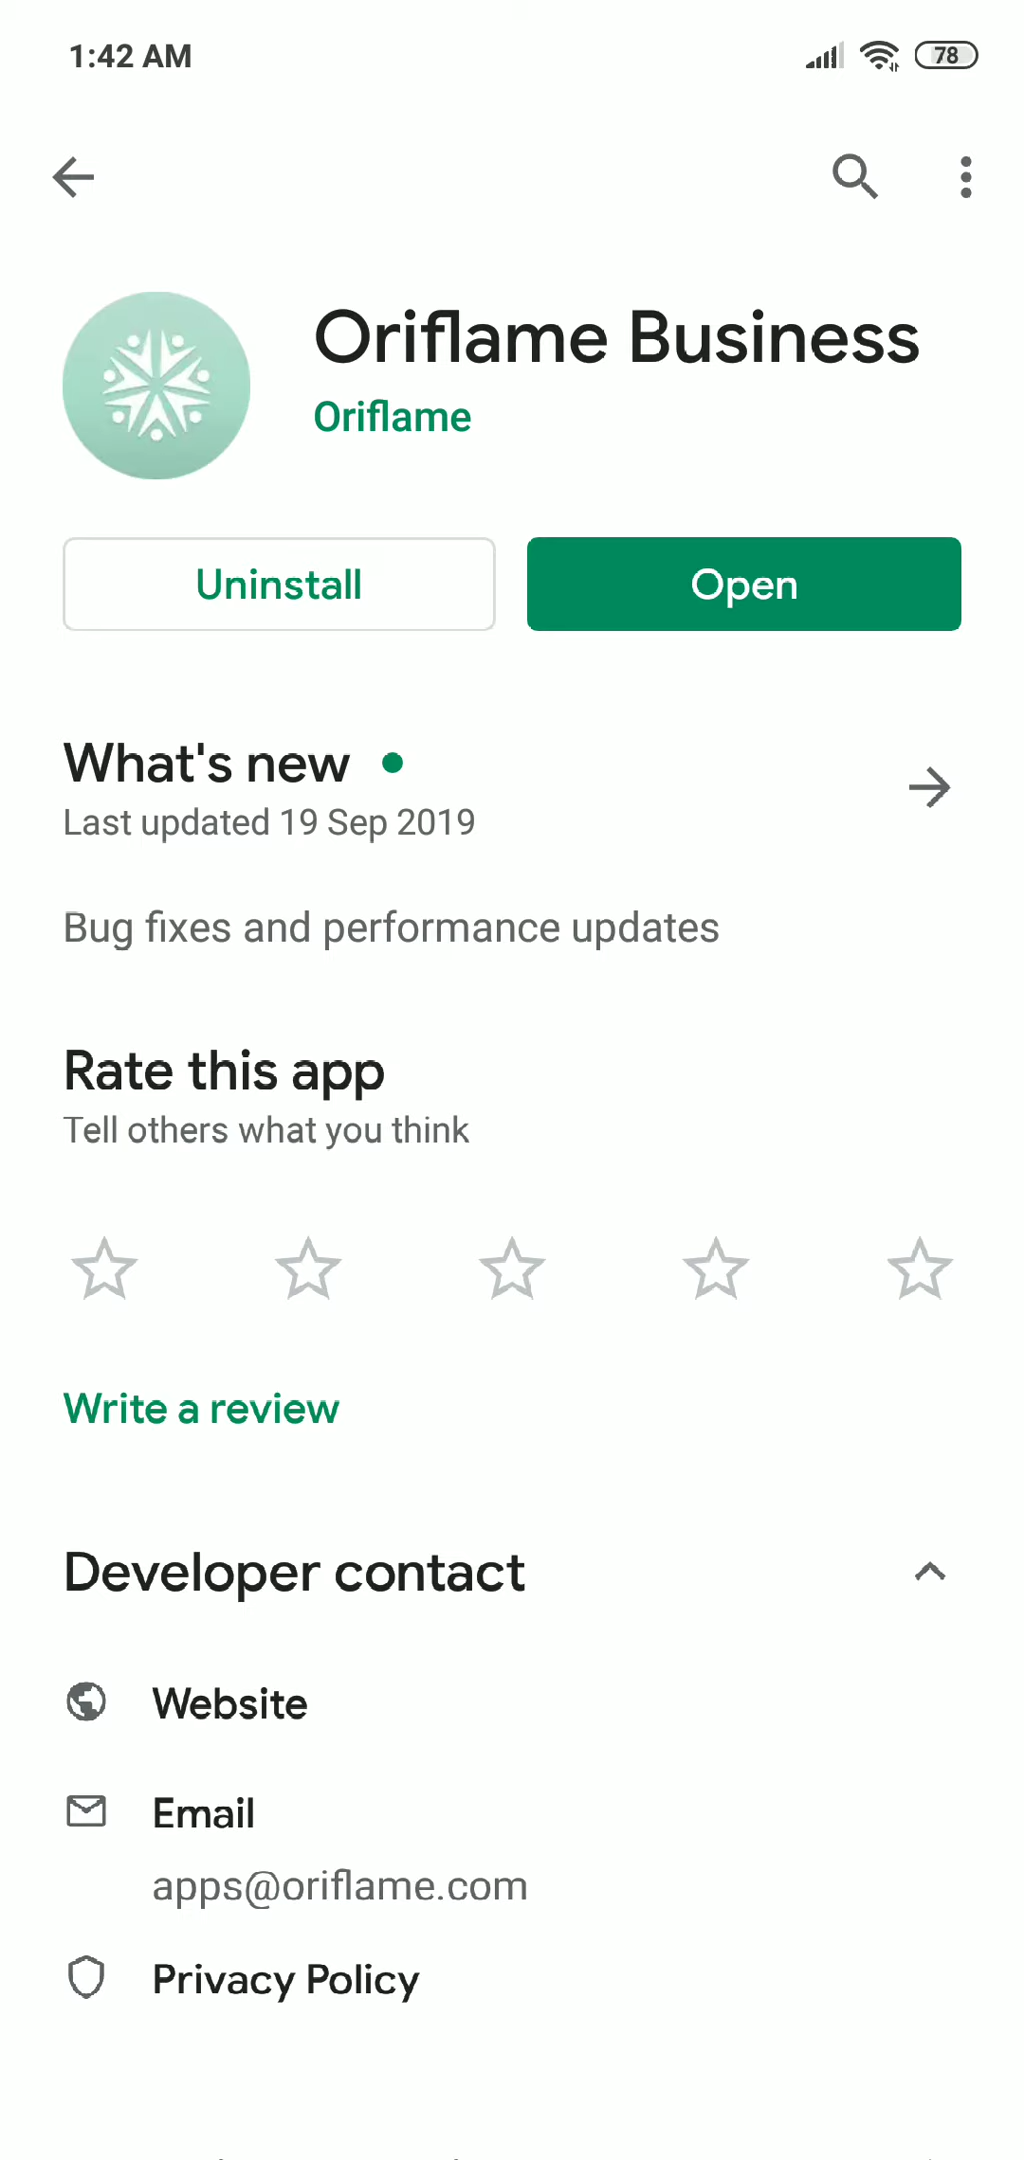 1:42 AM
78
Oriflame Business
Oriflame
Uninstall
Open
What's new
Last updated 19 Sep 2019
Bug fixes and performance updates
Rate this app
Tell others what you think
Write a review
Developer contact
Website
Email
apps@oriflame.com
Privacy Policy